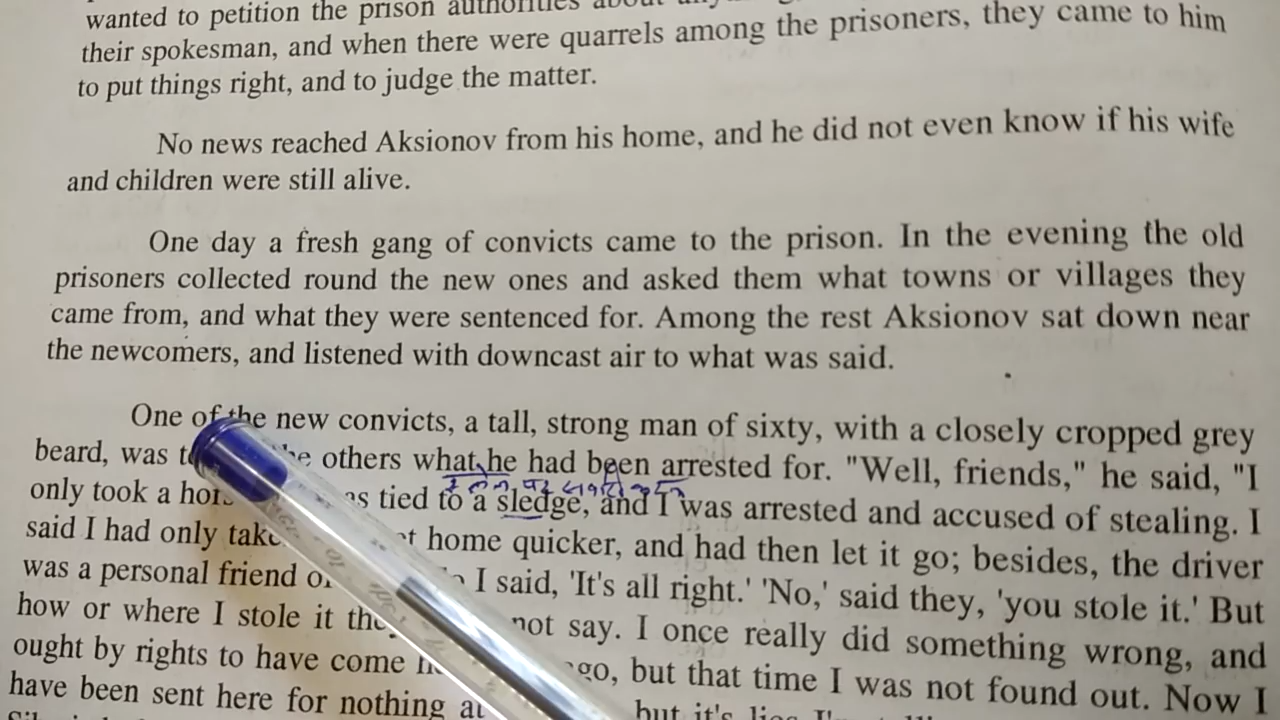 wanted to petition the prison authorities about
their spokesman, and when there were quarrels among the prisoners, they came to him
to put things right, and to judge the matter.
No news reached Aksionov from his home, and he did not even know if his wife
and children were still alive.
One day a fresh gang of convicts came to the prison. In the evening the old
prisoners collected round the new ones and asked them what towns or villages they
came from, and what they were sentenced for. Among the rest Aksionov sat down near
the newcomers, and listened with downcast air to what was said.
One of the new convicts, a tall, strong man of sixty, with a closely cropped grey
beard, was others what he had been arrested for. "Well, friends," he said, "I
only took a tied to a sledge, and I was arrested and accused of stealing. I
said I had only home quicker, and had then let it go; besides, the driver
was a personal friend I said, 'It's all right.' 'No,' said they, 'you stole it.' But
how or where I stole it not say. I once really did something wrong, and
ought by rights to have come but that time I was not found out. Now I
have been sent here for nothing but it's lies